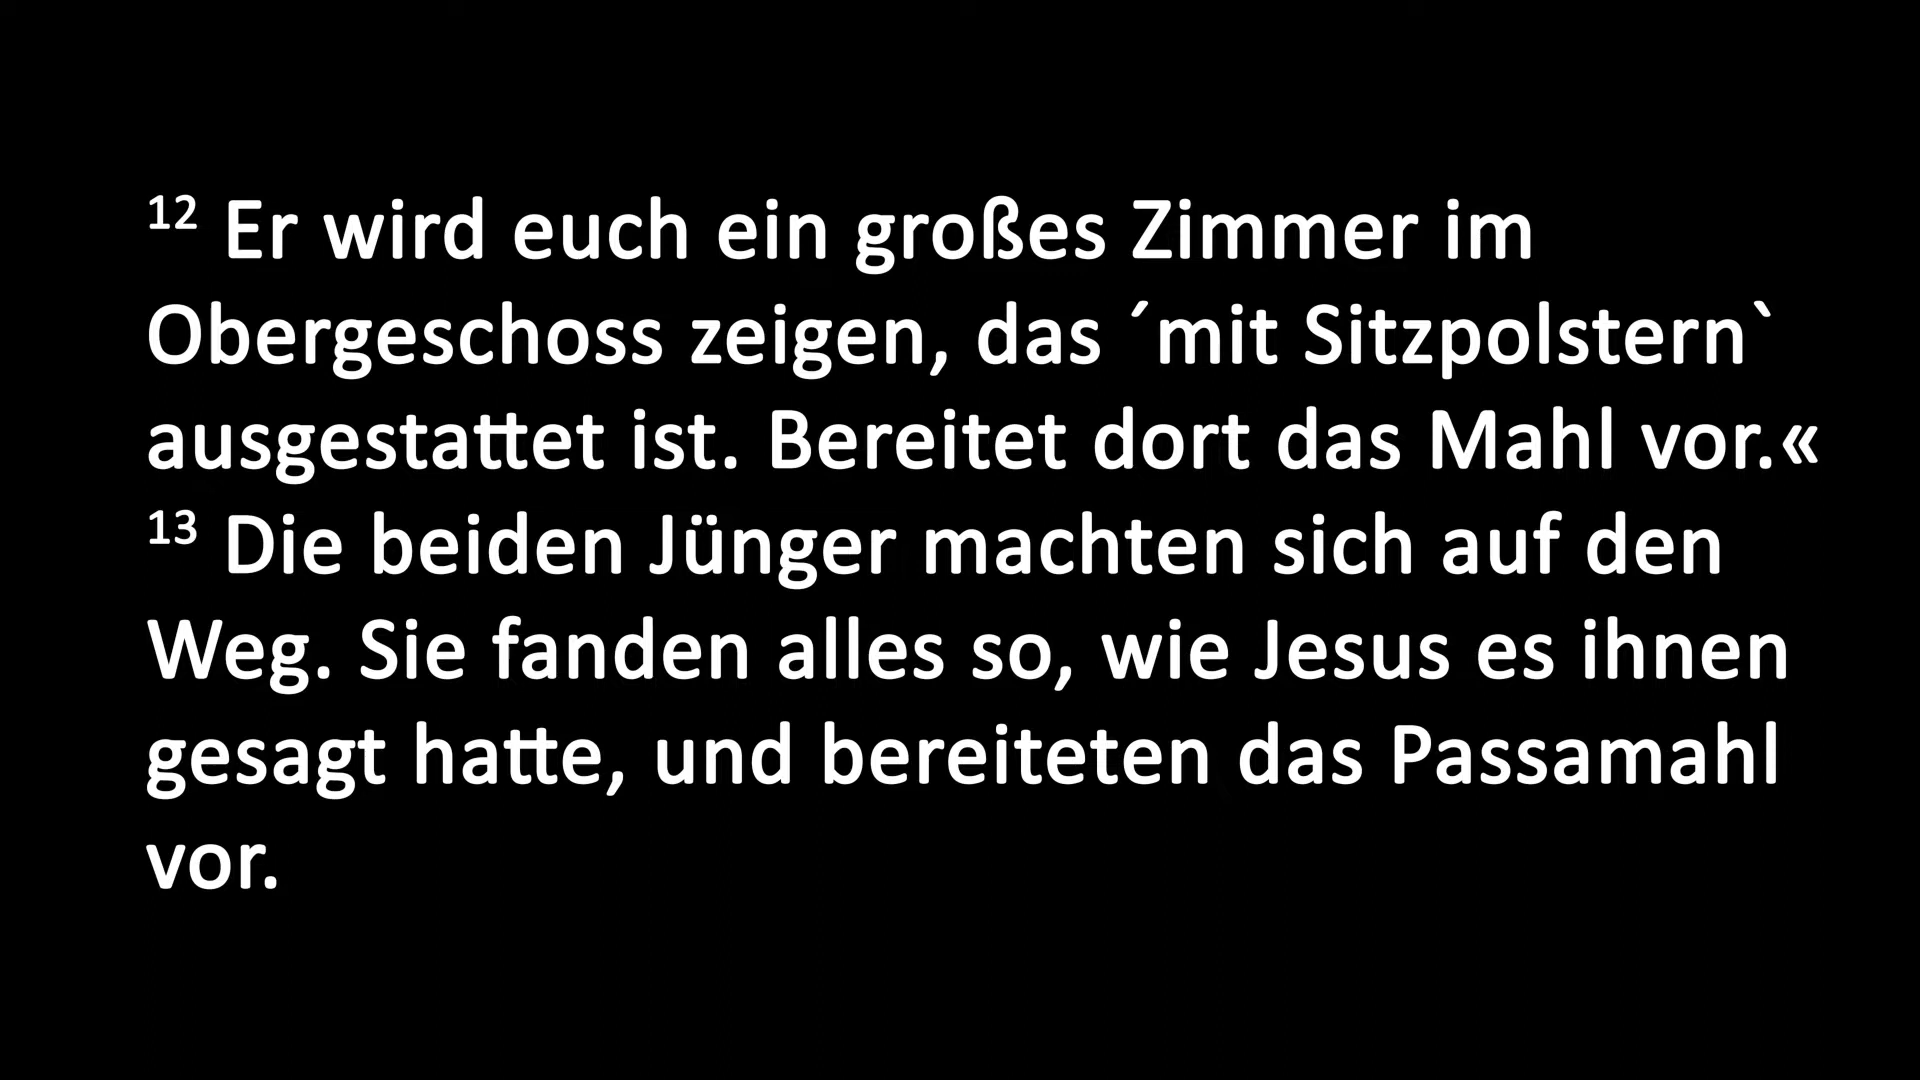 12 Er wird euch ein großes Zimmer im
Obergeschoss zeigen, das ´mit Sitzpolstern`
ausgestattet ist. Bereitet dort das Mahl vor.«
13 Die beiden Jünger machten sich auf den
Weg. Sie fanden alles so, wie Jesus es ihnen
gesagt hatte, und bereiteten das Passamahl
vor.